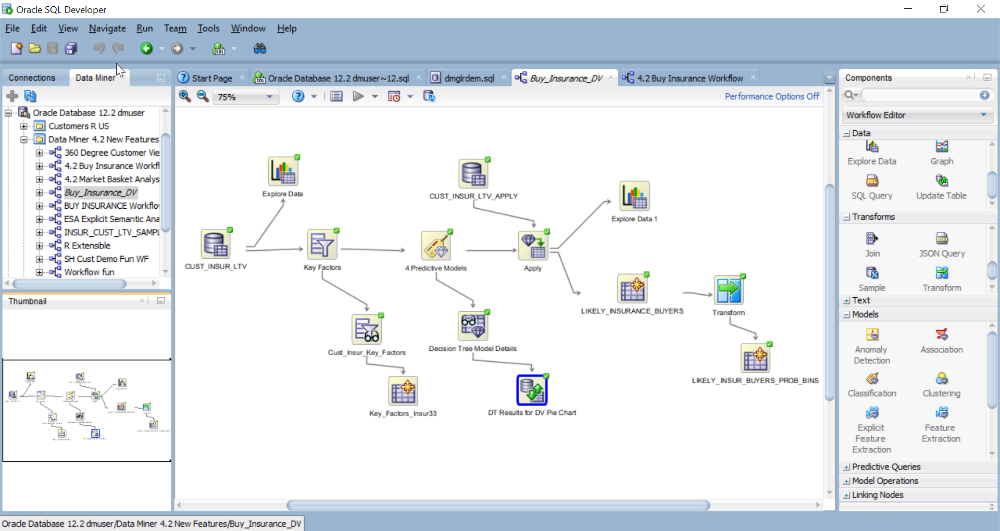 Oracle SQL Developer
File Edit View Navigate Run Team Tools Window Help
SQL
Connections
Data Miner
Start Page
Oracle Database 12.2 dmuser~12.sql
dmglrdem.sql
Buy_Insurance_DV
4.2 Buy Insurance Workflow
75%
Performance Options Off
Oracle Database 12.2 dmuser
Customers R US
Data Miner 4.2 New Features
360 Degree Customer Vie
4.2 Buy Insurance Workfl
4.2 Market Basket Analys
Buy_Insurance_DV
BUY INSURANCE Workflo
ESA Explicit Semantic Ana
INSUR_CUST_LTV_SAMPL
R Extensible
SH Cust Demo Fun WF
Workflow fun
Thumbnail
Explore Data
CUST_INSUR_LTV_APPLY
Explore Data 1
CUST_INSUR_LTV
Key Factors
4 Predictive Models
Apply
LIKELY_INSURANCE_BUYERS
Transform
Cust_Insur_Key_Factors
Decision Tree Model Details
LIKELY_INSUR_BUYERS_PROB_BINS
Key_Factors_Insur33
DT Results for DV Pie Chart
Components
Workflow Editor
Data
Explore Data
Graph
SQL Query
Update Table
Transforms
Join
JSON Query
Sample
Transform
Text
Models
Anomaly
Detection
Association
Classification
Clustering
Explicit
Feature
Extraction
Feature
Extraction
Predictive Queries
Model Operations
Linking Nodes
Oracle Database 12.2 dmuser/Data Miner 4.2 New Features/Buy_Insurance_DV